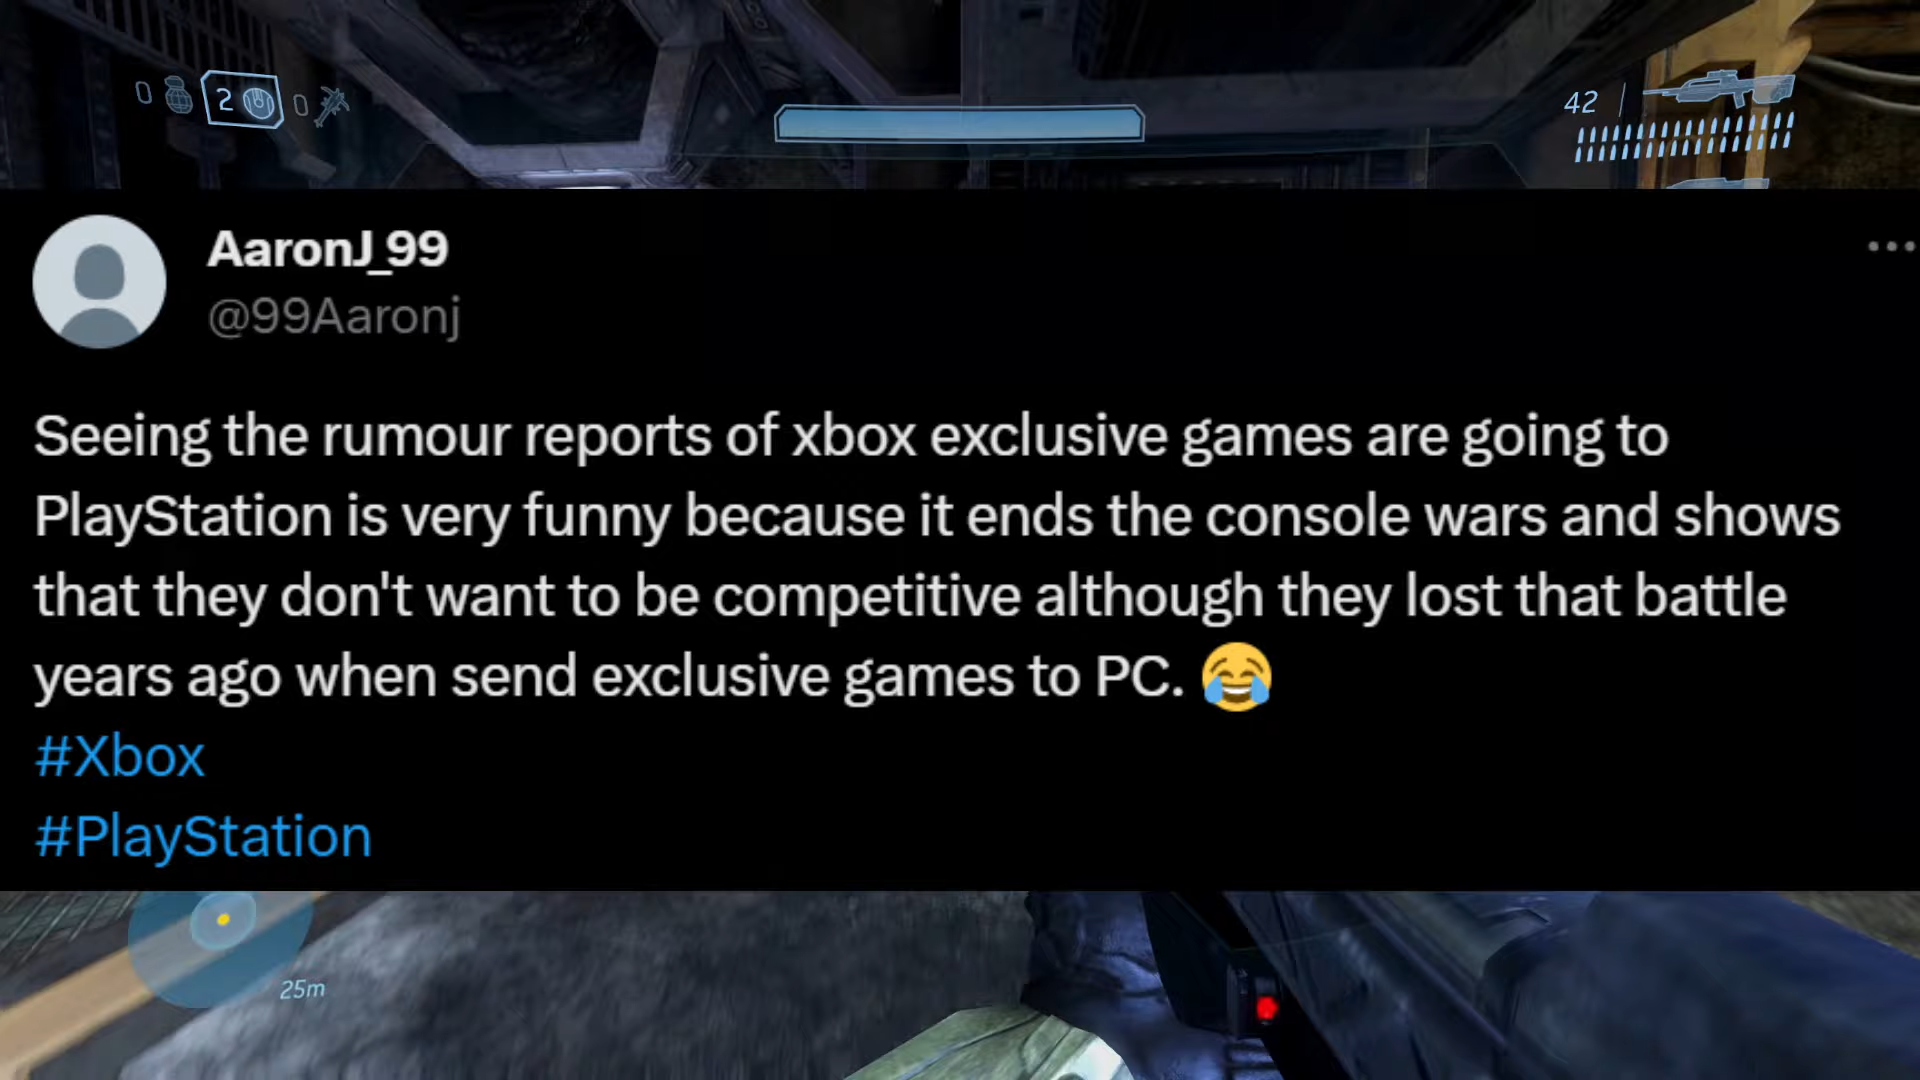 0 2 0
42
AaronJ_99
@99Aaronj
Seeing the rumour reports of xbox exclusive games are going to
PlayStation is very funny because it ends the console wars and shows
that they don't want to be competitive although they lost that battle
years ago when send exclusive games to PC. 😂
#Xbox
#PlayStation
25m